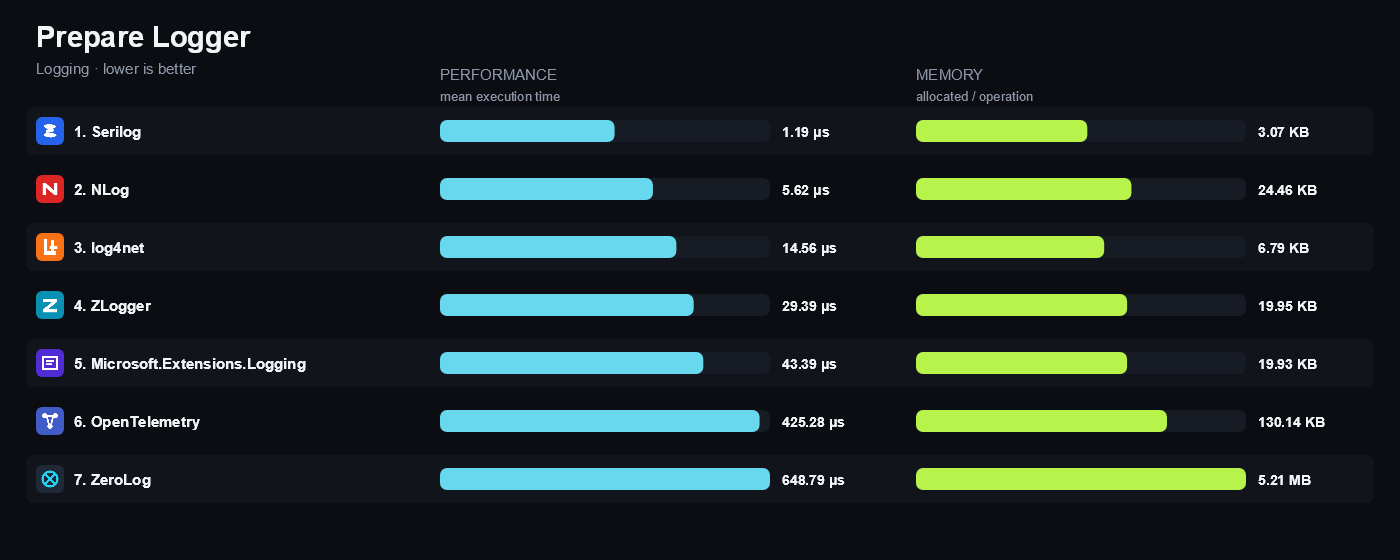 Prepare Logger
Logging · lower is better
PERFORMANCE
mean execution time
MEMORY
allocated / operation
1. Serilog 1.19 µs 3.07 KB
2. NLog 5.62 µs 24.46 KB
3. log4net 14.56 µs 6.79 KB
4. ZLogger 29.39 µs 19.95 KB
5. Microsoft.Extensions.Logging 43.39 µs 19.93 KB
6. OpenTelemetry 425.28 µs 130.14 KB
7. ZeroLog 648.79 µs 5.21 MB